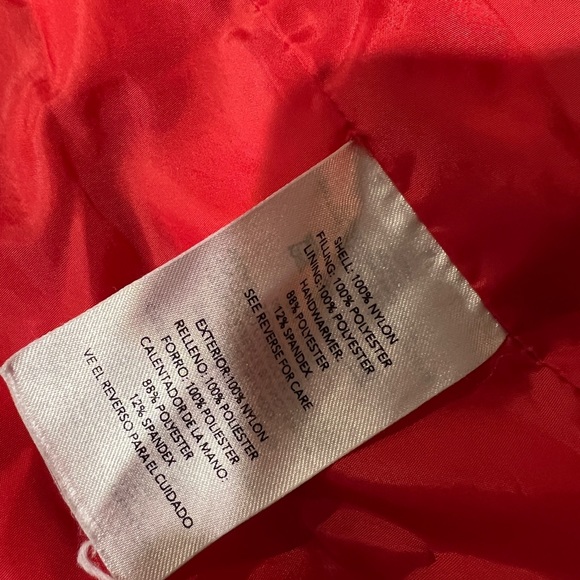 SHELL: 100% NYLON
FILLING: 100% POLYESTER
LINING: 100% POLYESTER
HANDWARMER:
88% POLYESTER
12% SPANDEX
SEE REVERSE FOR CARE
EXTERIOR: 100% NYLON
RELLENO: 100% POLIESTER
FORRO: 100% POLIESTER
CALENTADOR DE LA MANO:
88% POLYESTER
12% SPANDEX
VE EL REVERSO PARA EL CUIDADO